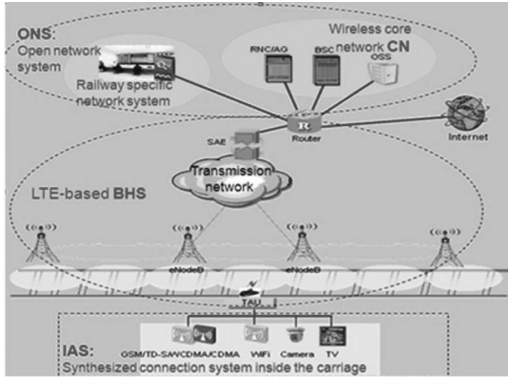 ONS:
Open network
system
Railway specific
network system
Wireless core
network CN
RNC/AG
BSC
OSS
R
Router
Internet
SAE
Transmission
network
LTE-based BHS
eNodeB
eNodeB
TAU
GSM/TD-S/WCDMA/CDMA
WiFi
Camera
TV
IAS:
Synthesized connection system inside the carriage